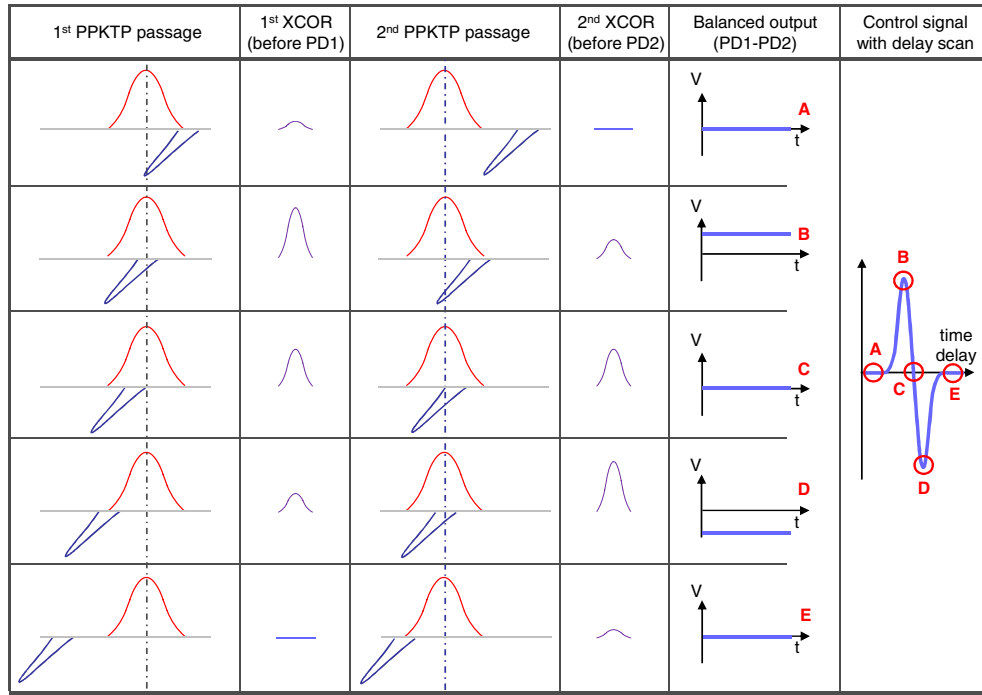 1st PPKTP passage
1st XCOR
(before PD1)
2nd PPKTP passage
2nd XCOR
(before PD2)
Balanced output
(PD1-PD2)
Control signal
with delay scan
V
A
t
V
B
t
V
C
t
V
D
t
V
E
t
B
A
time
delay
C
E
D